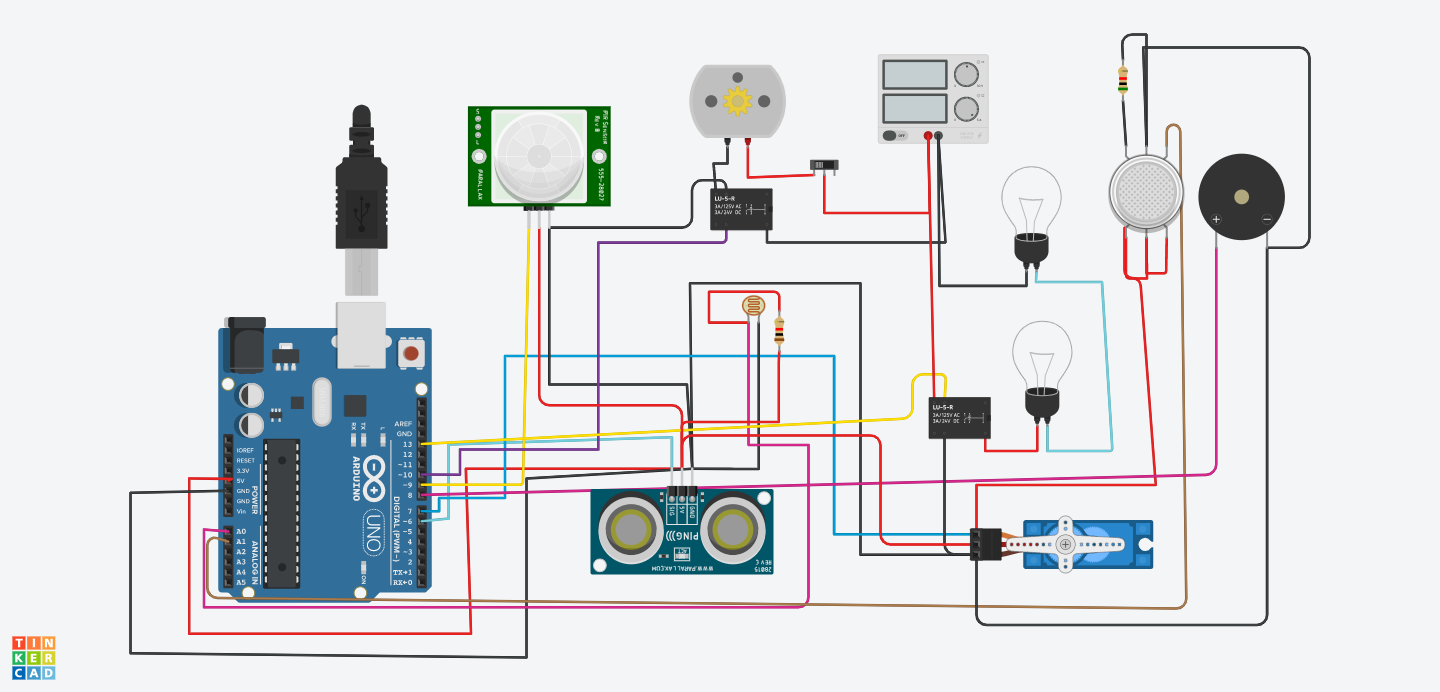 PIR Sensor
Rev B
555-28027
PARALLAX
LU-5-R
3A/125V AC
3A/24V DC
OFF
AREF
GND
13
12
~11
~10
~9
8
7
~6
~5
4
~3
2
TX→1
RX←0
DIGITAL (PWM~)
IOREF
RESET
3.3V
5V
GND
GND
Vin
POWER
A0
A1
A2
A3
A4
A5
ANALOG IN
RX
TX
L
ARDUINO
UNO
ON
LU-5-R
3A/125V AC
3A/24V DC
SIG
5V
GND
PING)))
ACT
WWW.PARALLAX.COM
28015
REV C
TIN
KER
CAD